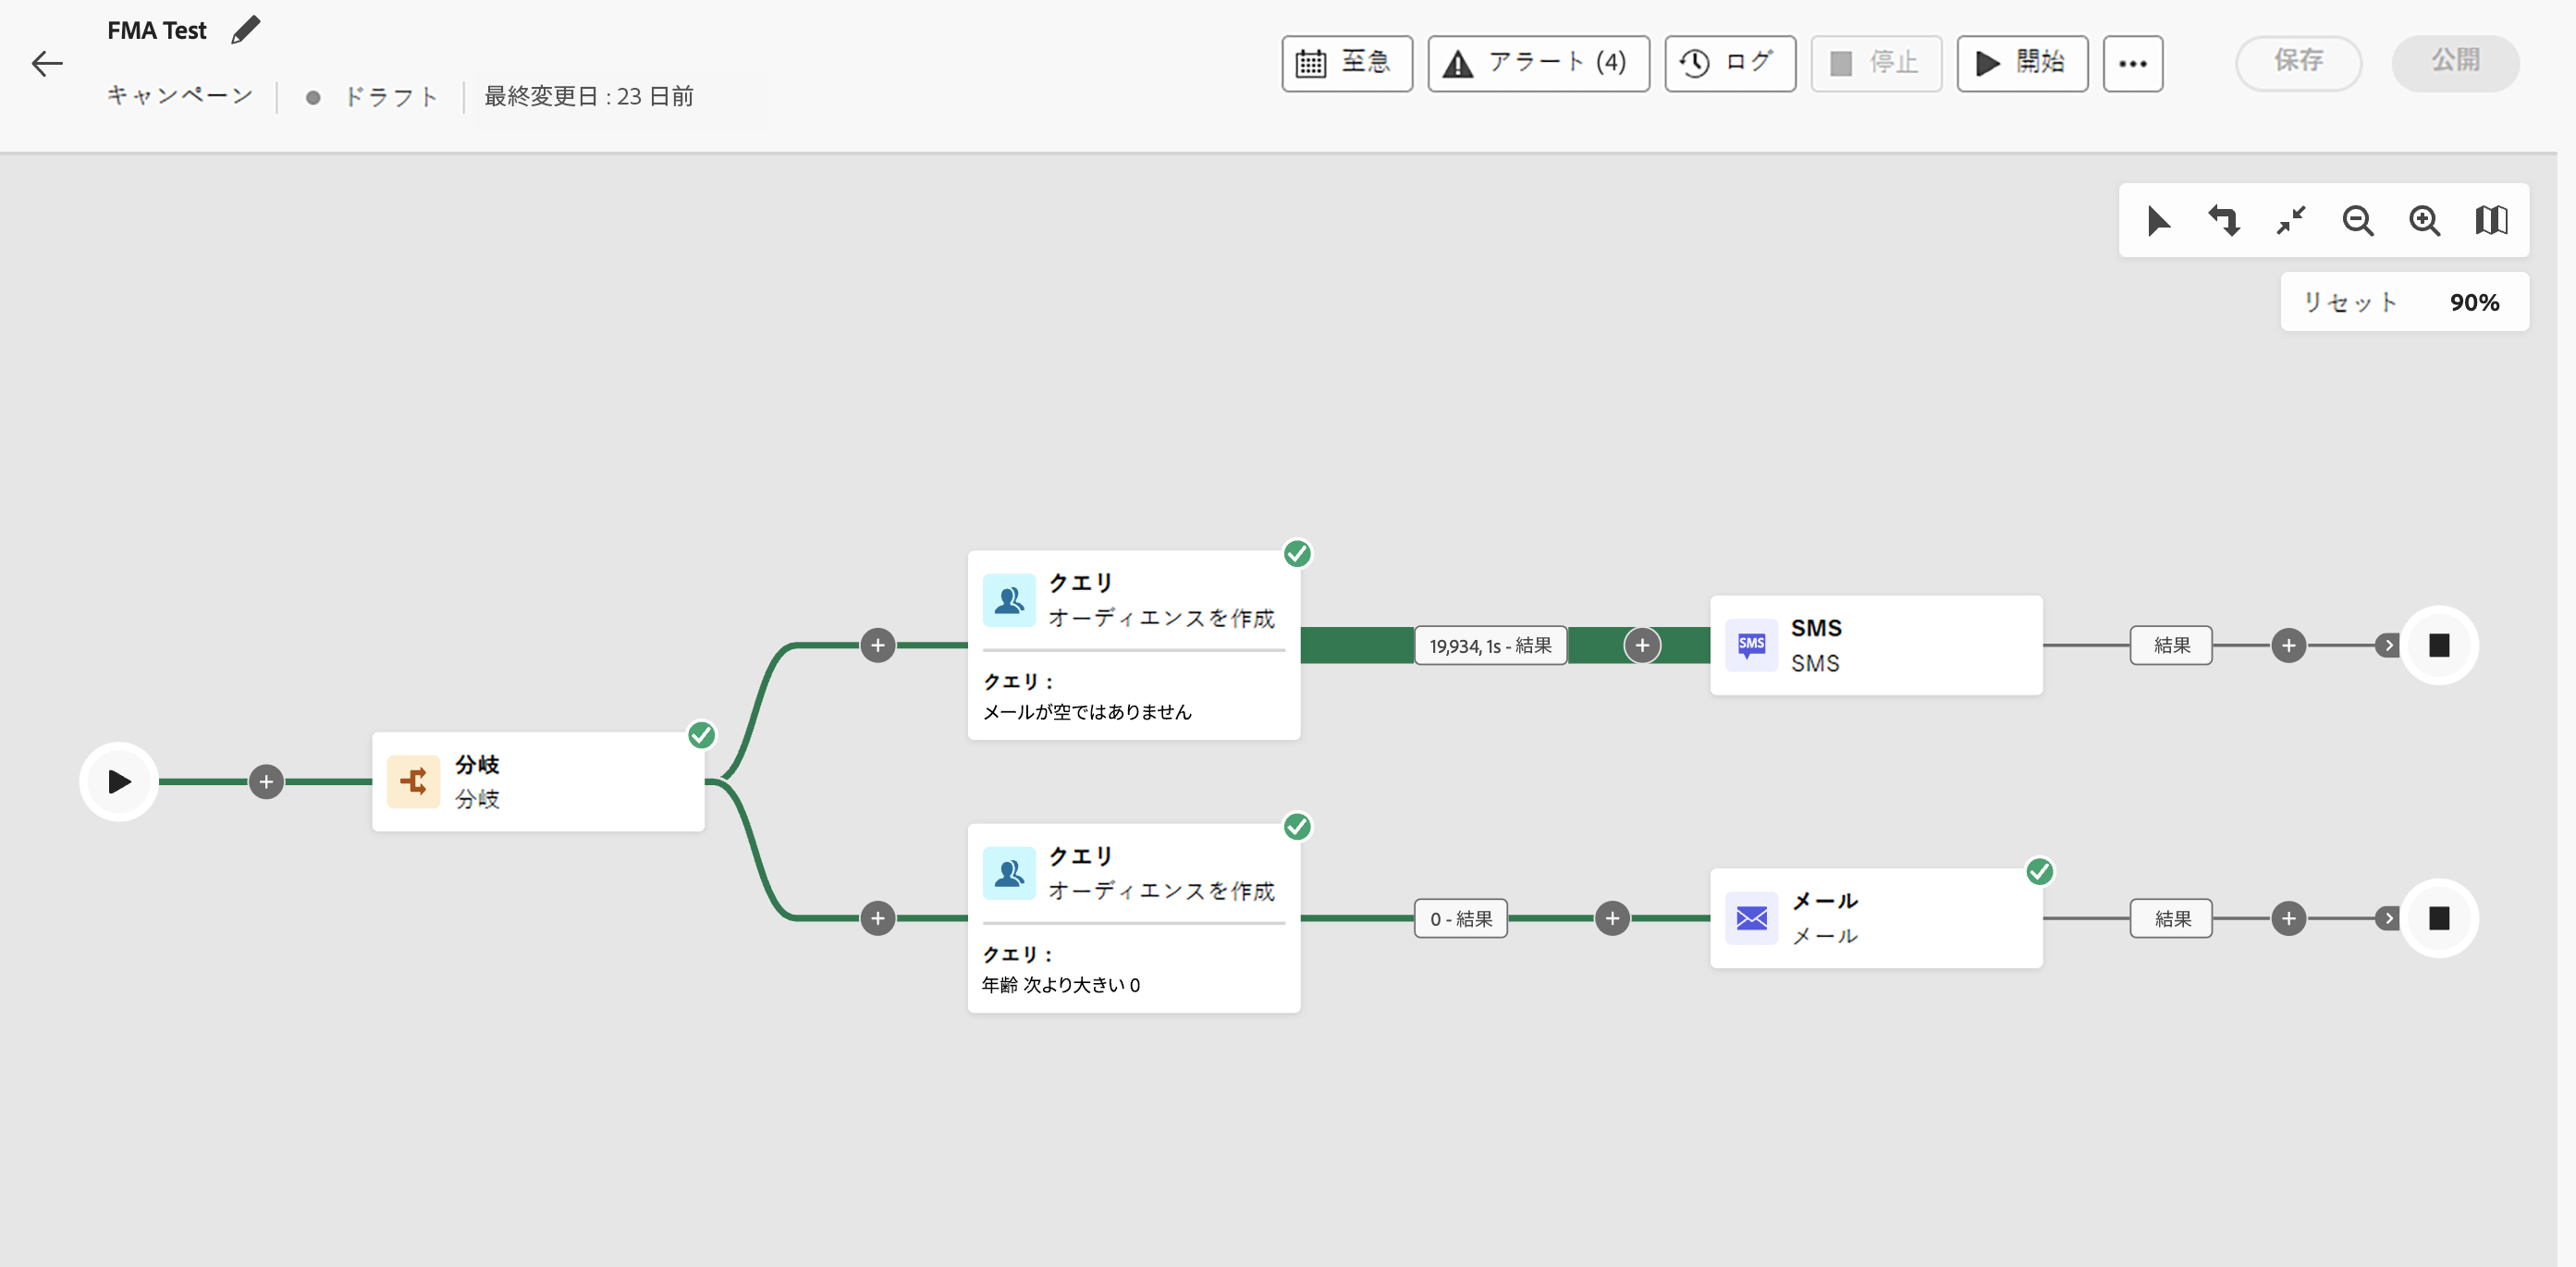 FMA Test
キャンペーン ドラフト 最終変更日 : 23 日前
至急 アラート (4) ログ 停止 開始 保存 公開
リセット 90%
クエリ
オーディエンスを作成
クエリ :
メールが空ではありません
19,934, 1s - 結果
SMS
SMS
SMS
結果
分岐
分岐
クエリ
オーディエンスを作成
クエリ :
年齢 次より大きい 0
0 - 結果
メール
メール
結果